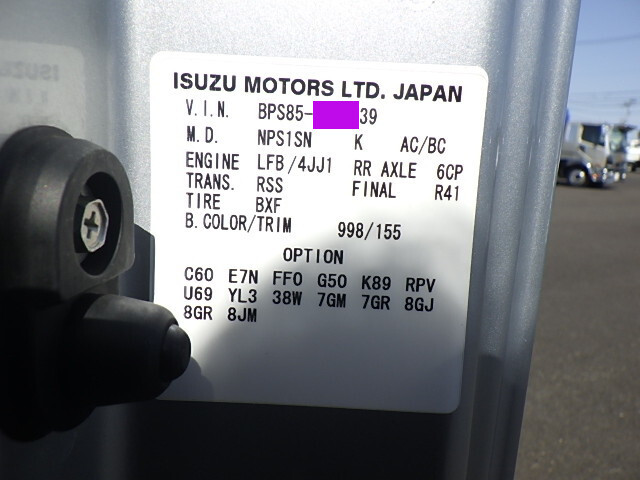 ISUZU MOTORS LTD. JAPAN
V.I.N. BPS85- 39
M.D. NPS1SN K AC/BC
ENGINE LFB/4JJ1 RR AXLE 6CP
TRANS. RSS FINAL R41
TIRE BXF
B.COLOR/TRIM 998/155
OPTION
C60 E7N FF0 G50 K89 RPV
U69 YL3 38W 7GM 7GR 8GJ
8GR 8JM